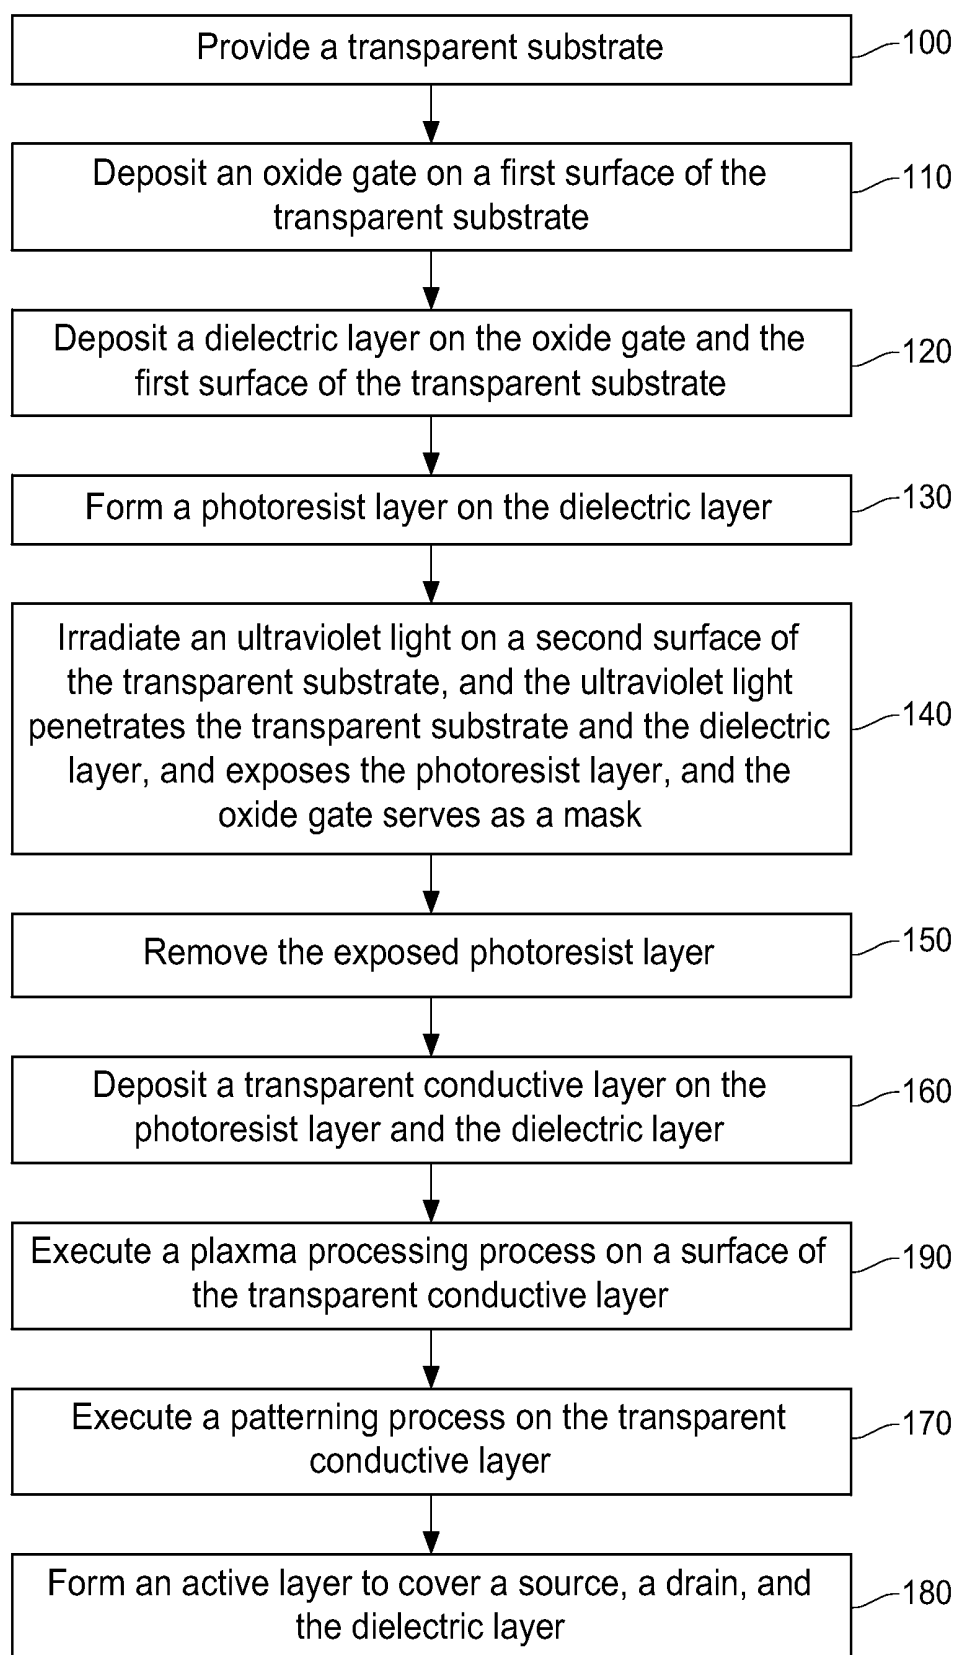 Provide a transparent substrate
100
Deposit an oxide gate on a first surface of the
transparent substrate
110
Deposit a dielectric layer on the oxide gate and the
first surface of the transparent substrate
120
Form a photoresist layer on the dielectric layer
130
Irradiate an ultraviolet light on a second surface of
the transparent substrate, and the ultraviolet light
penetrates the transparent substrate and the dielectric
layer, and exposes the photoresist layer, and the
oxide gate serves as a mask
140
Remove the exposed photoresist layer
150
Deposit a transparent conductive layer on the
photoresist layer and the dielectric layer
160
Execute a plaxma processing process on a surface of
the transparent conductive layer
190
Execute a patterning process on the transparent
conductive layer
170
Form an active layer to cover a source, a drain, and
the dielectric layer
180